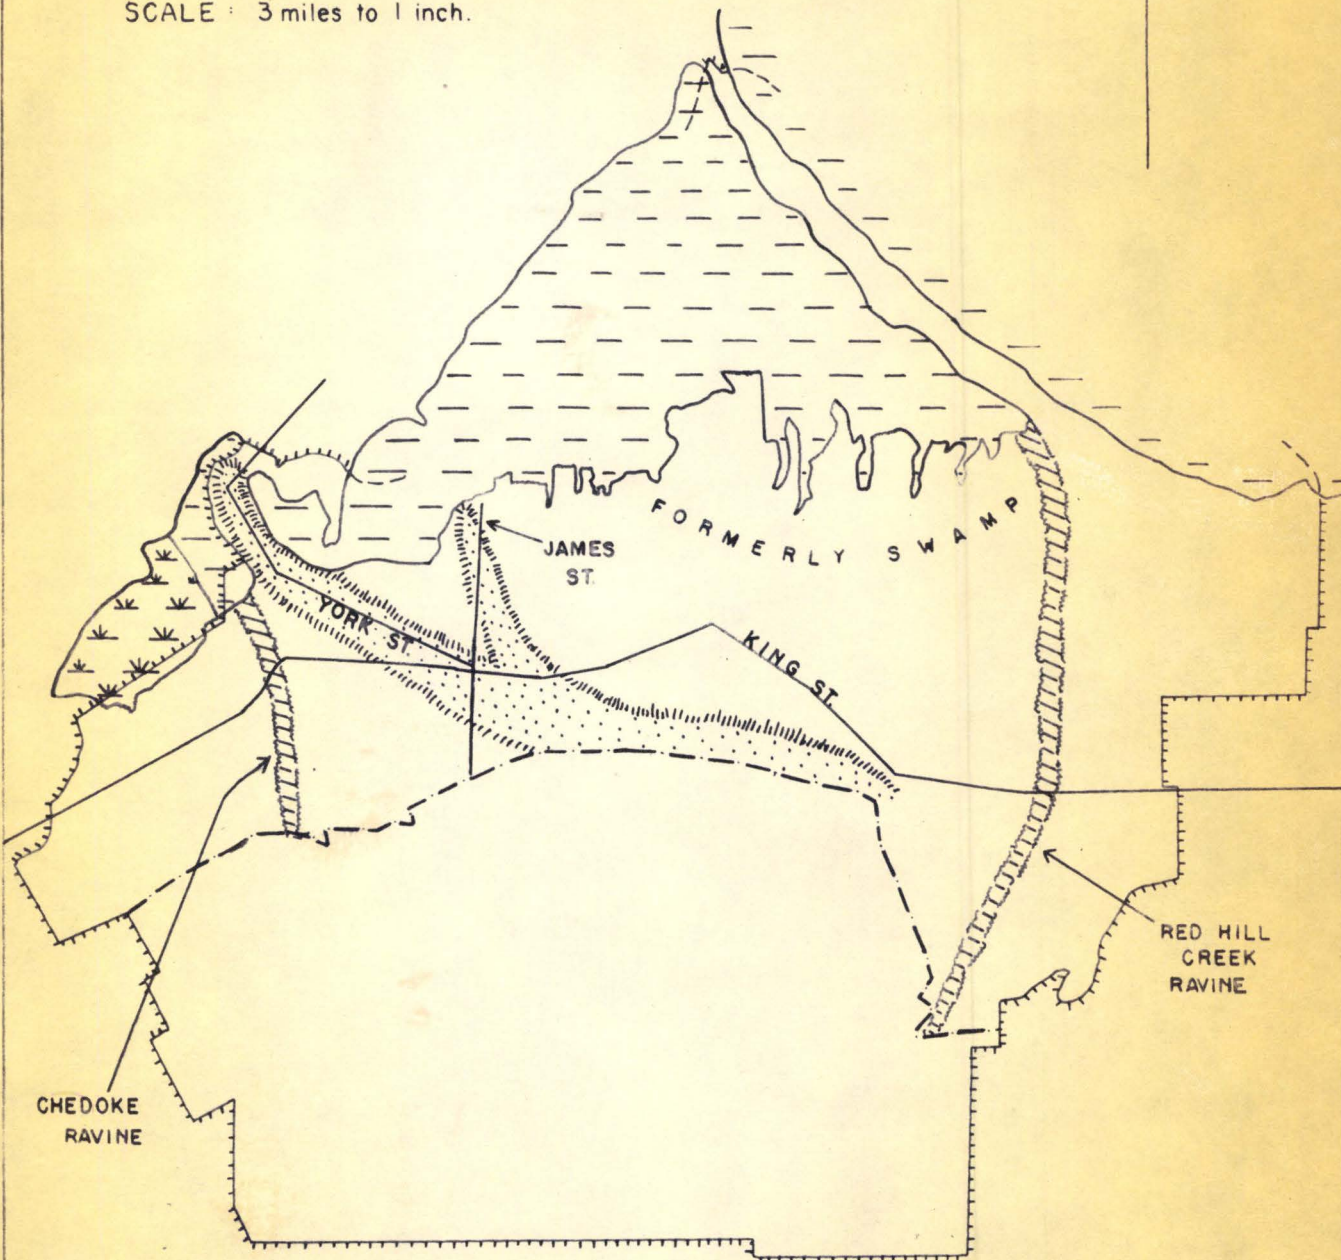 SCALE : 3 miles to 1 inch.
JAMES
ST.
FORMERLY SWAMP
YORK ST.
KING ST.
RED HILL
CREEK
RAVINE
CHEDOKE
RAVINE